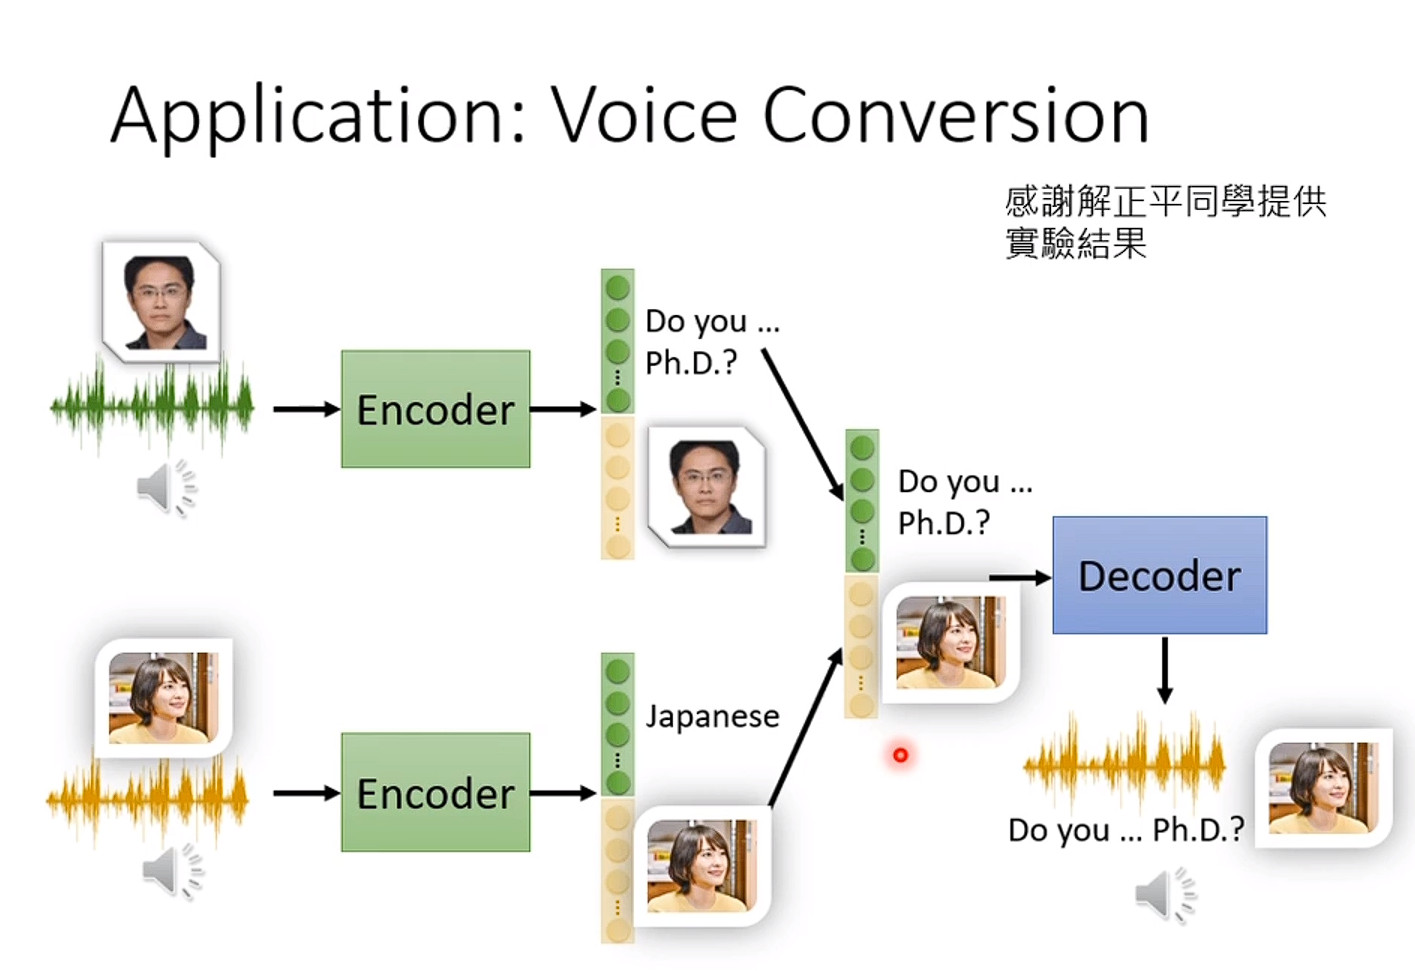 Application: Voice Conversion
感謝解正平同學提供
實驗結果
Do you ...
Ph.D.?
Encoder
Do you ...
Ph.D.?
Decoder
Japanese
Encoder
Do you ... Ph.D.?